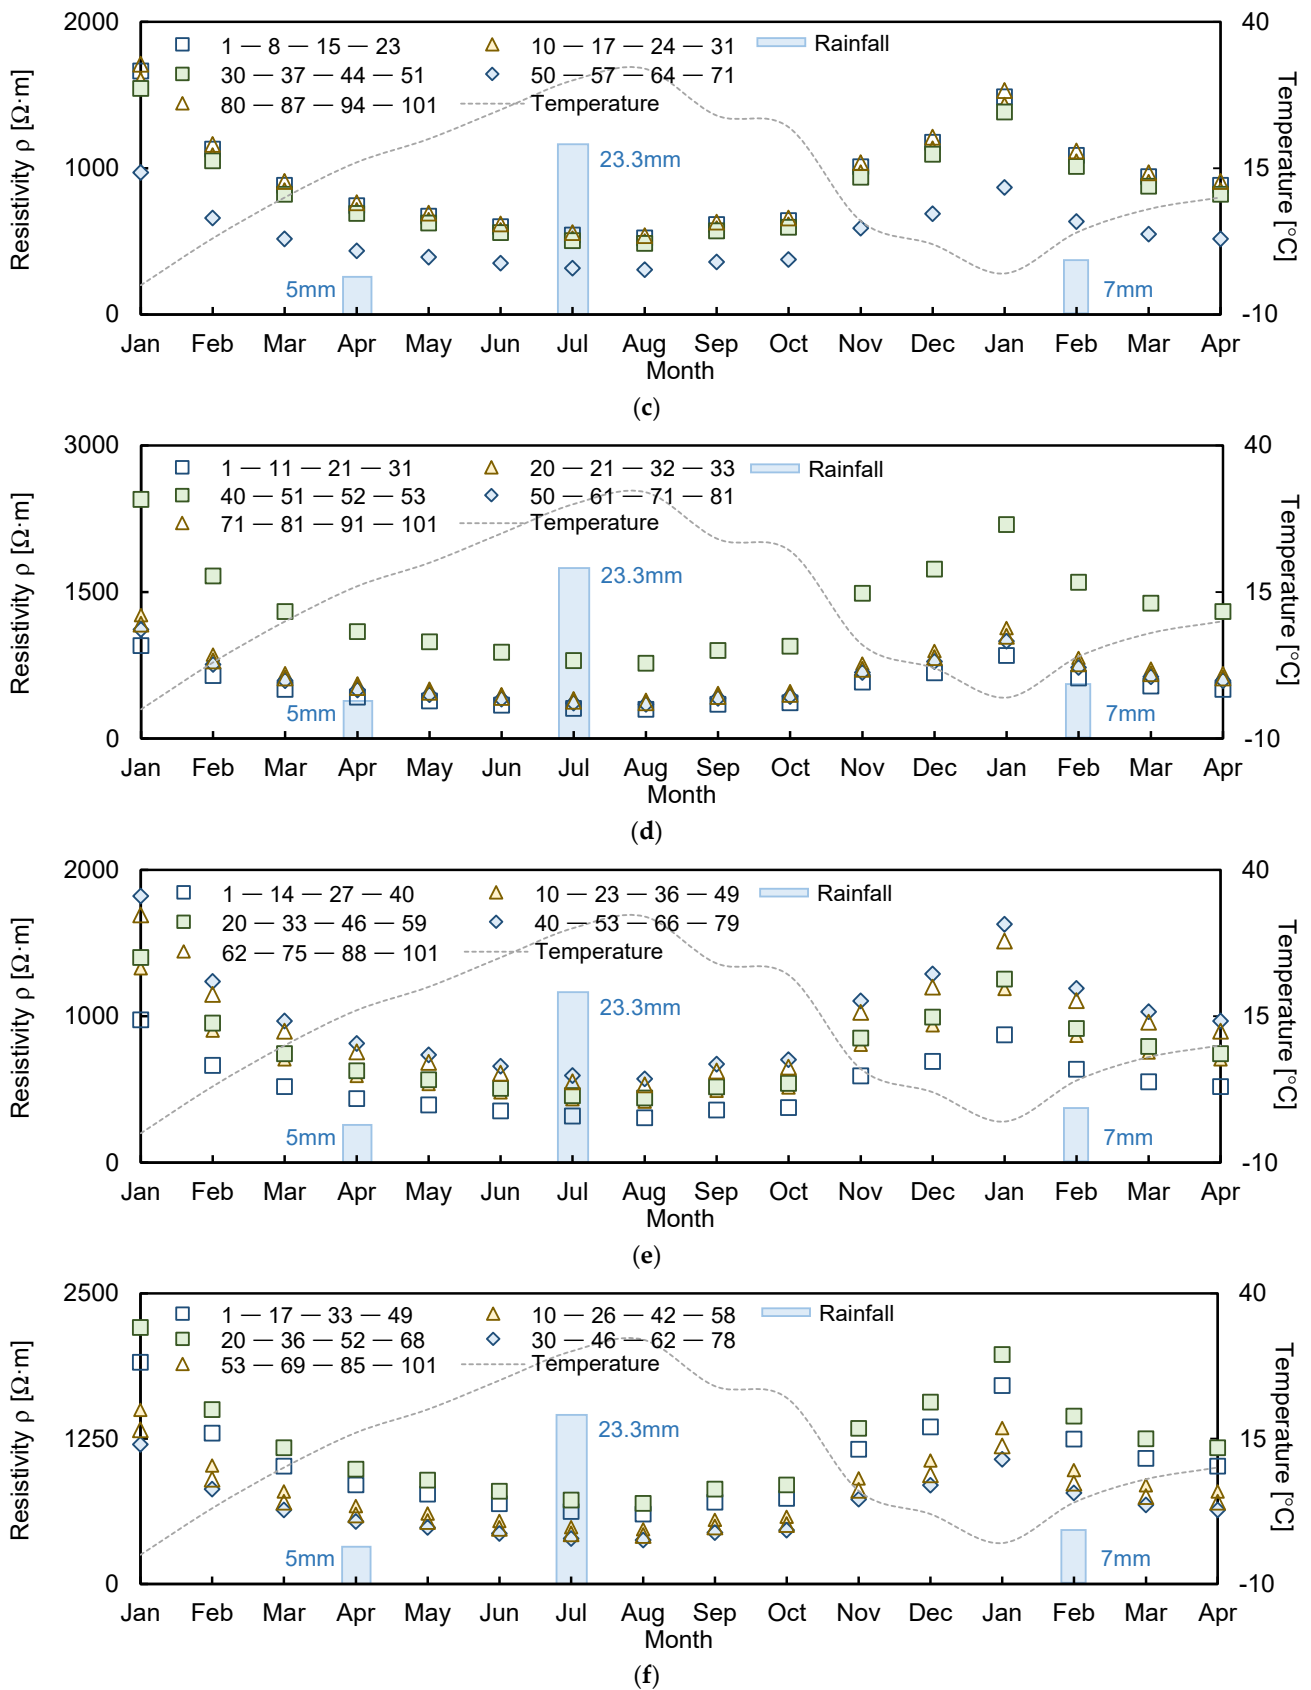 2000
1000
0
Resistivity ρ [Ω·m]
1 — 8 — 15 — 23
10 — 17 — 24 — 31
Rainfall
30 — 37 — 44 — 51
50 — 57 — 64 — 71
80 — 87 — 94 — 101
Temperature
5mm
23.3mm
7mm
40
15
-10
Temperature [°C]
Jan Feb Mar Apr May Jun Jul Aug Sep Oct Nov Dec Jan Feb Mar Apr
Month
(c)
3000
1500
0
Resistivity ρ [Ω·m]
1 — 11 — 21 — 31
20 — 21 — 32 — 33
Rainfall
40 — 51 — 52 — 53
50 — 61 — 71 — 81
71 — 81 — 91 — 101
Temperature
5mm
23.3mm
7mm
40
15
-10
Temperature [°C]
Jan Feb Mar Apr May Jun Jul Aug Sep Oct Nov Dec Jan Feb Mar Apr
Month
(d)
2000
1000
0
Resistivity ρ [Ω·m]
1 — 14 — 27 — 40
10 — 23 — 36 — 49
Rainfall
20 — 33 — 46 — 59
40 — 53 — 66 — 79
62 — 75 — 88 — 101
Temperature
5mm
23.3mm
7mm
40
15
-10
Temperature [°C]
Jan Feb Mar Apr May Jun Jul Aug Sep Oct Nov Dec Jan Feb Mar Apr
Month
(e)
2500
1250
0
Resistivity ρ [Ω·m]
1 — 17 — 33 — 49
10 — 26 — 42 — 58
Rainfall
20 — 36 — 52 — 68
30 — 46 — 62 — 78
53 — 69 — 85 — 101
Temperature
5mm
23.3mm
7mm
40
15
-10
Temperature [°C]
Jan Feb Mar Apr May Jun Jul Aug Sep Oct Nov Dec Jan Feb Mar Apr
Month
(f)